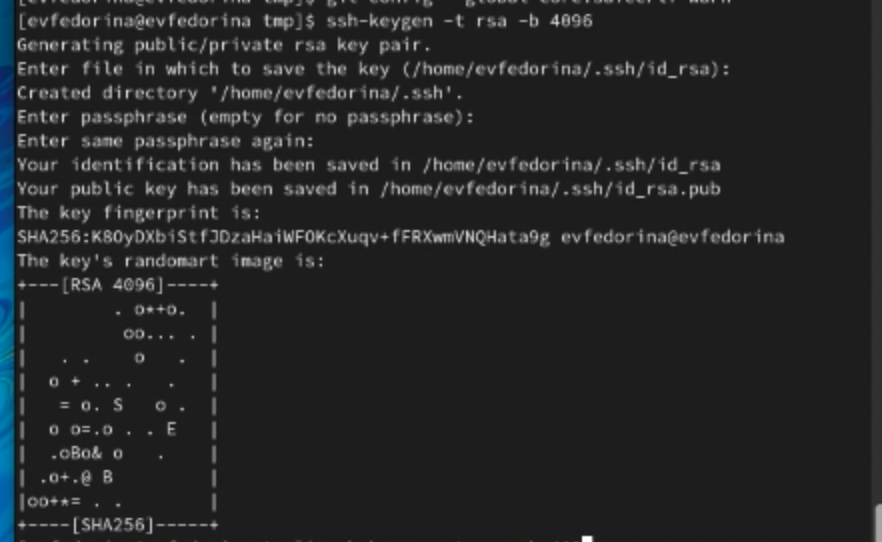 [evfedorina@evfedorina tmp]$ ssh-keygen -t rsa -b 4096
Generating public/private rsa key pair.
Enter file in which to save the key (/home/evfedorina/.ssh/id_rsa):
Created directory '/home/evfedorina/.ssh'.
Enter passphrase (empty for no passphrase):
Enter same passphrase again:
Your identification has been saved in /home/evfedorina/.ssh/id_rsa
Your public key has been saved in /home/evfedorina/.ssh/id_rsa.pub
The key fingerprint is:
SHA256:K8OyDXbiStfJDzaHaiWFOKcXuqv+fFRXwmVNQHata9g evfedorina@evfedorina
The key's randomart image is:
+---[RSA 4096]----+
|         . o*+o.  |
|          oo... . |
|   . .     o   .  |
|  o + .. .    .   |
|   = o. S   o .   |
|  o o=.o . . E    |
|  .oBo& o    .    |
| .o+.@ B          |
|oo+*= . .         |
+----[SHA256]-----+